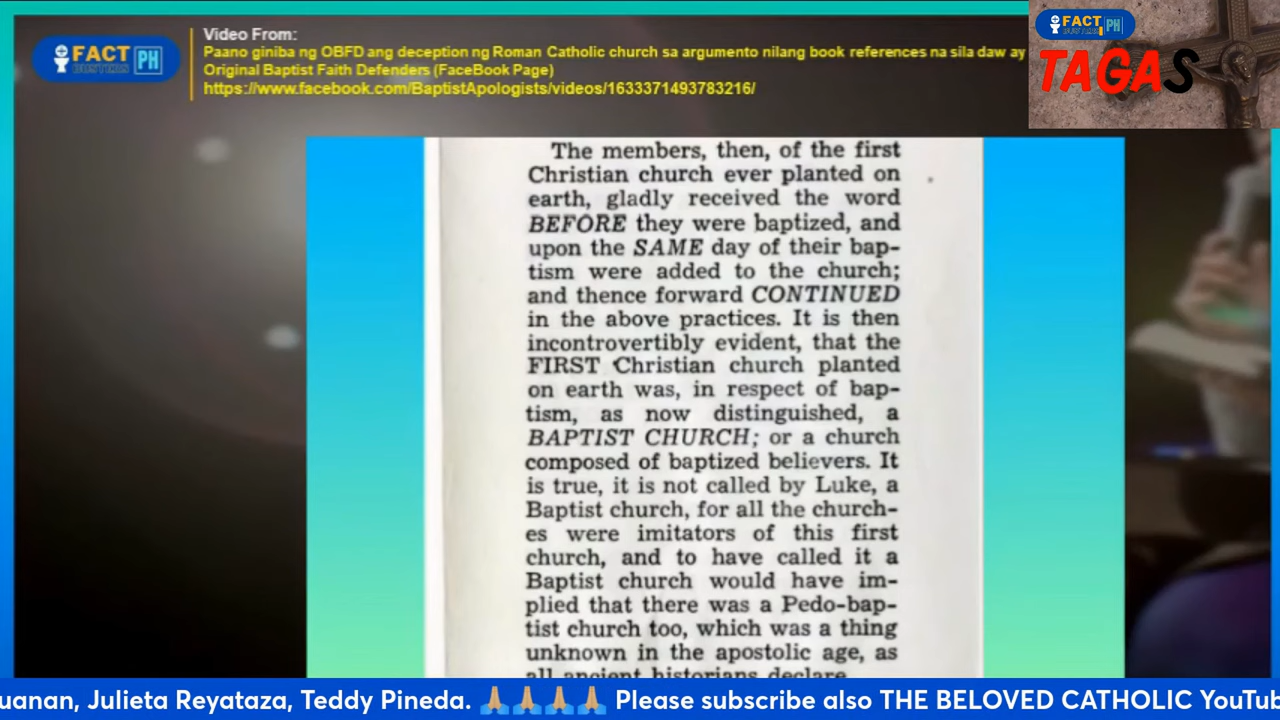 FACT
BUSTERS
PH
Video From:
Paano giniba ng OBFD ang deception ng Roman Catholic church sa argumento nilang book references na sila daw ay
Original Baptist Faith Defenders (FaceBook Page)
https://www.facebook.com/BaptistApologists/videos/1633371493783216/
FACT
PH
TAGAS
The members, then, of the first
Christian church ever planted on
earth, gladly received the word
BEFORE they were baptized, and
upon the SAME day of their bap-
tism were added to the church;
and thence forward CONTINUED
in the above practices. It is then
incontrovertibly evident, that the
FIRST Christian church planted
on earth was, in respect of bap-
tism, as now distinguished, a
BAPTIST CHURCH; or a church
composed of baptized believers. It
is true, it is not called by Luke, a
Baptist church, for all the church-
es were imitators of this first
church, and to have called it a
Baptist church would have im-
plied that there was a Pedo-bap-
tist church too, which was a thing
unknown in the apostolic age, as
all ancient historians declare.
uanan, Julieta Reyataza, Teddy Pineda. 🙏🙏🙏🙏 Please subscribe also THE BELOVED CATHOLIC YouTub